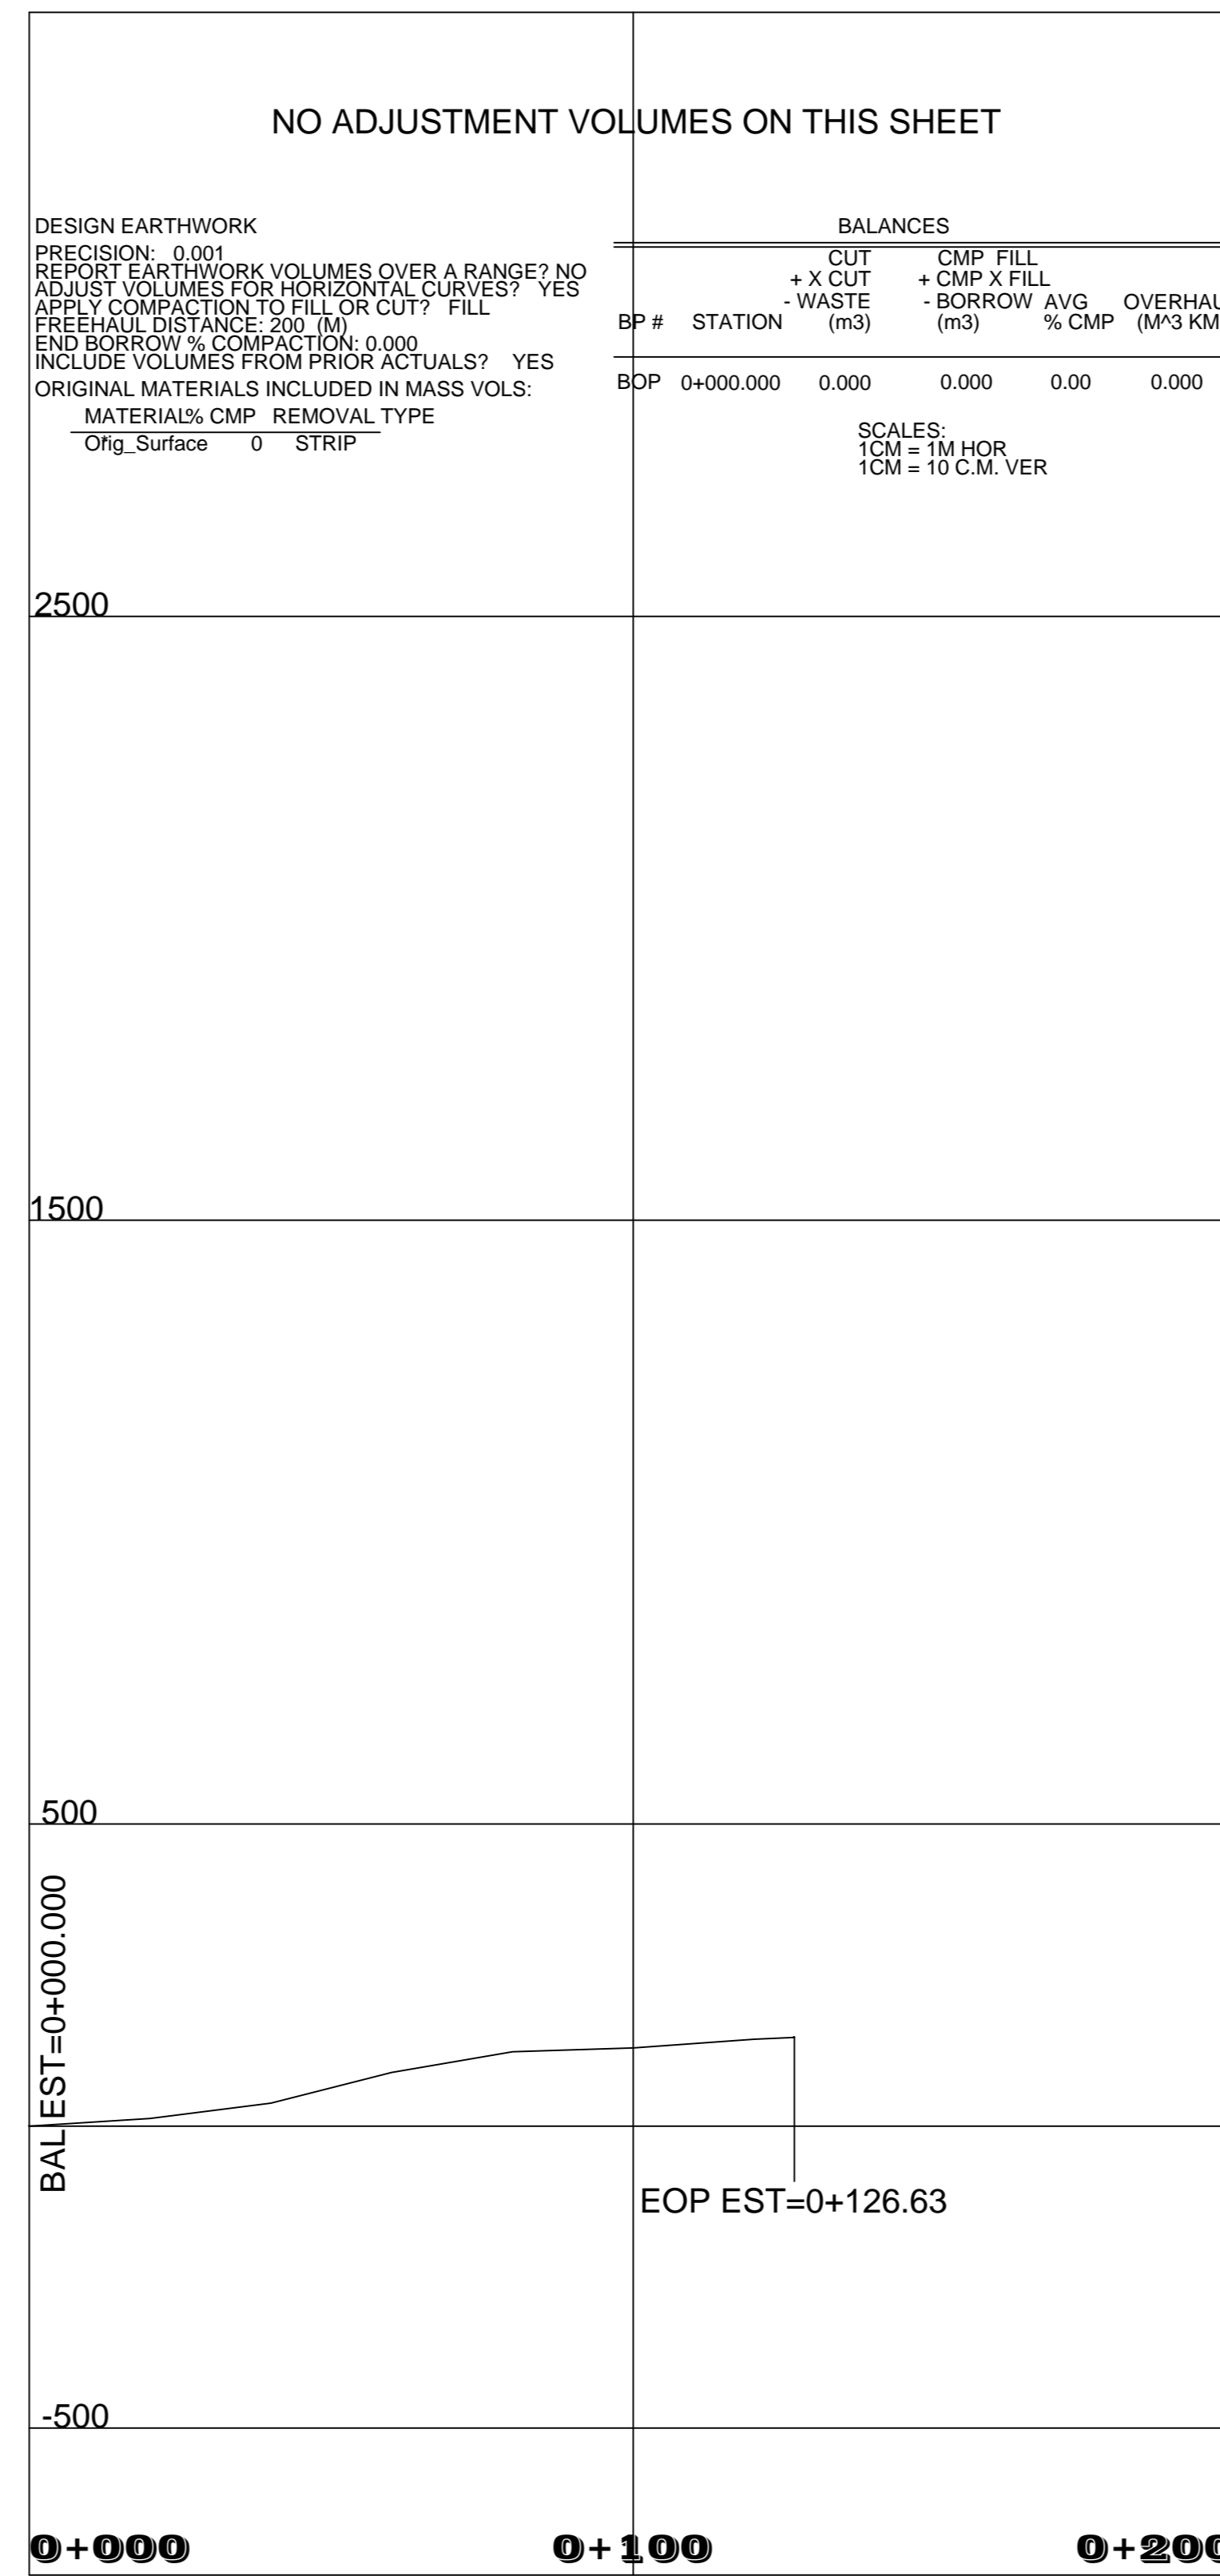 NO ADJUSTMENT VOLUMES ON THIS SHEET
DESIGN EARTHWORK
PRECISION: 0.001
REPORT EARTHWORK VOLUMES OVER A RANGE? NO
ADJUST VOLUMES FOR HORIZONTAL CURVES? YES
APPLY COMPACTION TO FILL OR CUT? FILL
FREEHAUL DISTANCE: 200 (M)
END BORROW % COMPACTION: 0.000
INCLUDE VOLUMES FROM PRIOR ACTUALS? YES
ORIGINAL MATERIALS INCLUDED IN MASS VOLS:
MATERIAL % CMP REMOVAL TYPE
Orig_Surface 0 STRIP
BALANCES
CUT CMP FILL
+ X CUT + CMP X FILL
- WASTE - BORROW AVG OVERHAU
BP # STATION (m3) (m3) % CMP (M^3 KM
BOP 0+000.000 0.000 0.000 0.00 0.000
SCALES:
1CM = 1M HOR
1CM = 10 C.M. VER
2500
1500
500
BAL EST=0+000.000
EOP EST=0+126.63
-500
0+000 0+100 0+200